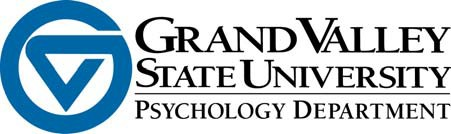 GRAND VALLEY
STATE UNIVERSITY
PSYCHOLOGY DEPARTMENT